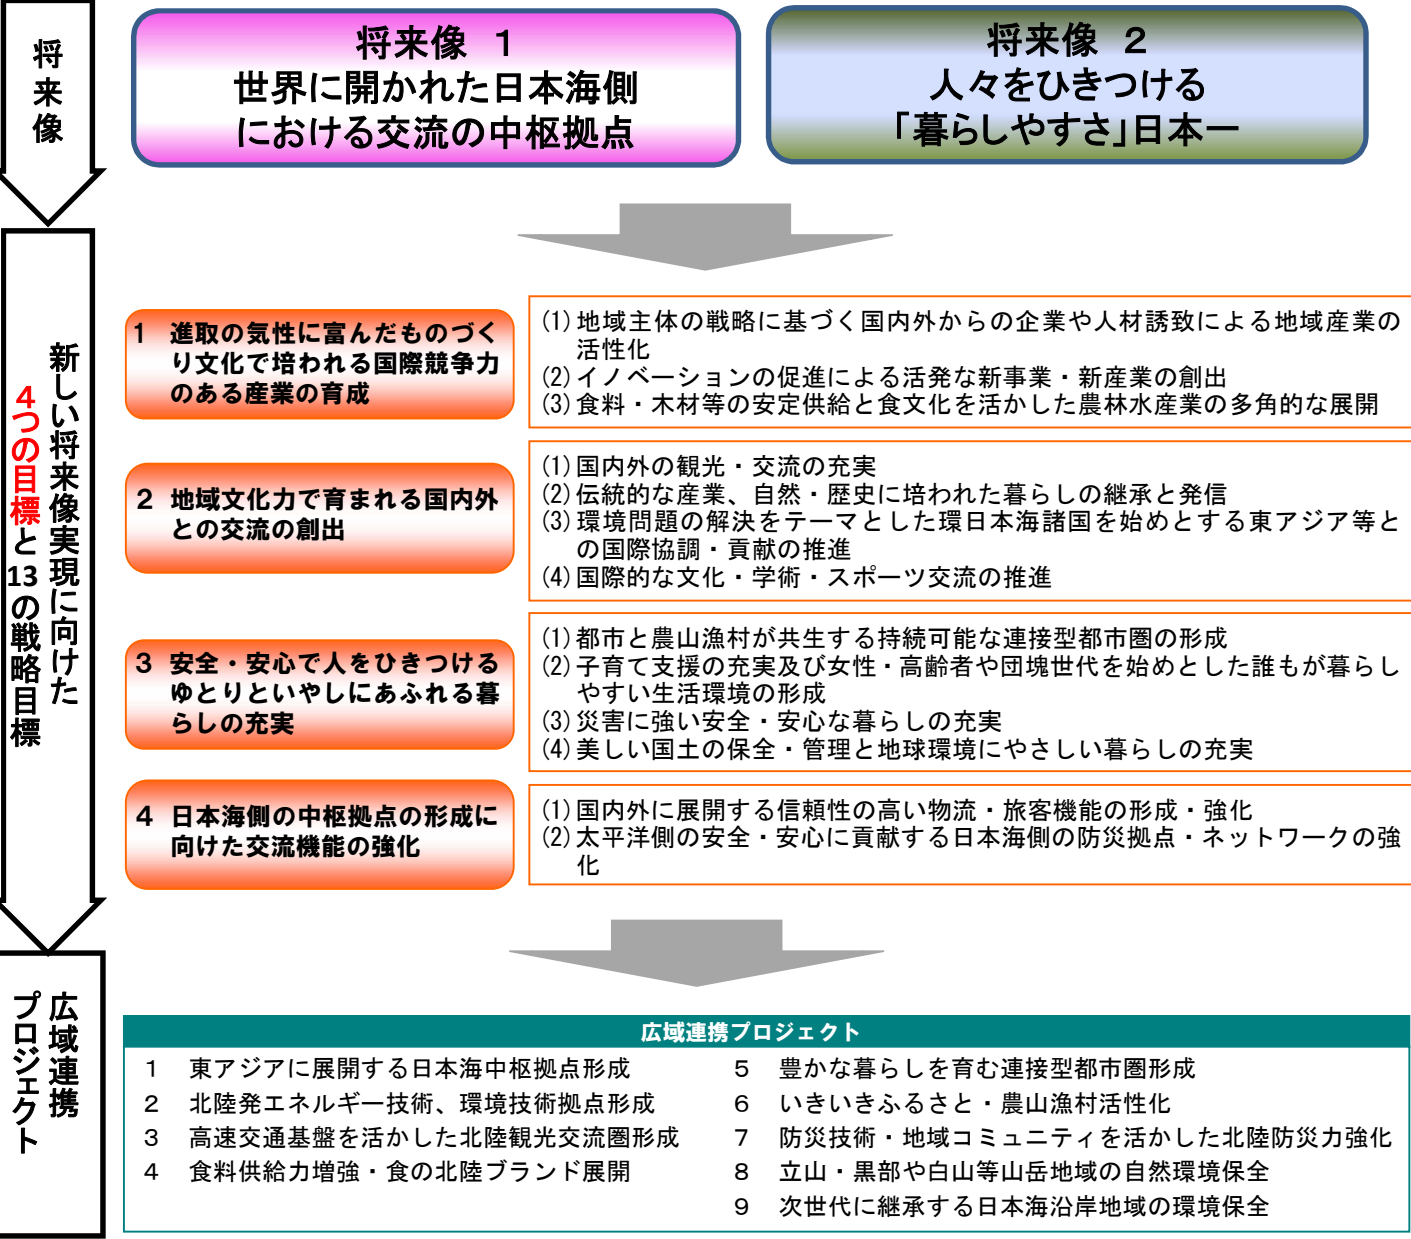 将来像
将来像 1
世界に開かれた日本海側
における交流の中枢拠点
将来像 2
人々をひきつける
「暮らしやすさ」日本一
新しい将来像実現に向けた
4つの目標と13の戦略目標
1 進取の気性に富んだものづく
り文化で培われる国際競争力
のある産業の育成
(1)地域主体の戦略に基づく国内外からの企業や人材誘致による地域産業の
活性化
(2)イノベーションの促進による活発な新事業・新産業の創出
(3)食料・木材等の安定供給と食文化を活かした農林水産業の多角的な展開
2 地域文化力で育まれる国内外
との交流の創出
(1)国内外の観光・交流の充実
(2)伝統的な産業、自然・歴史に培われた暮らしの継承と発信
(3)環境問題の解決をテーマとした環日本海諸国を始めとする東アジア等と
の国際協調・貢献の推進
(4)国際的な文化・学術・スポーツ交流の推進
3 安全・安心で人をひきつける
ゆとりといやしにあふれる暮
らしの充実
(1)都市と農山漁村が共生する持続可能な連接型都市圏の形成
(2)子育て支援の充実及び女性・高齢者や団塊世代を始めとした誰もが暮らし
やすい生活環境の形成
(3)災害に強い安全・安心な暮らしの充実
(4)美しい国土の保全・管理と地球環境にやさしい暮らしの充実
4 日本海側の中枢拠点の形成に
向けた交流機能の強化
(1)国内外に展開する信頼性の高い物流・旅客機能の形成・強化
(2)太平洋側の安全・安心に貢献する日本海側の防災拠点・ネットワークの強
化
広域連携
プロジェクト
広域連携プロジェクト
1 東アジアに展開する日本海中枢拠点形成
2 北陸発エネルギー技術、環境技術拠点形成
3 高速交通基盤を活かした北陸観光交流圏形成
4 食料供給力増強・食の北陸ブランド展開
5 豊かな暮らしを育む連接型都市圏形成
6 いきいきふるさと・農山漁村活性化
7 防災技術・地域コミュニティを活かした北陸防災力強化
8 立山・黒部や白山等山岳地域の自然環境保全
9 次世代に継承する日本海沿岸地域の環境保全